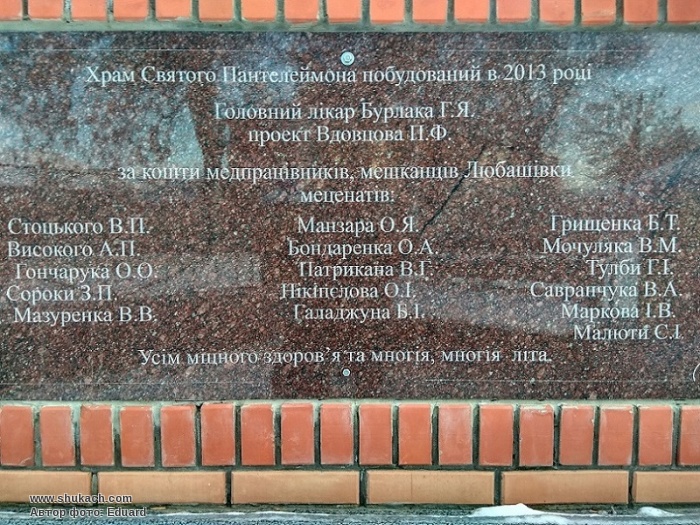 Храм Святого Пантелеймона побудований в 2013 році
Головний лікар Бурлака Г.Я.
проект Вдовцова П.Ф.
за кошти медпрацівників, мешканців Любашівки
меценатів:
Стоцького В.П. Манзара О.Я. Грищенка Б.Т.
Високого А.П. Бондаренка О.А. Мочуляка В.М.
Гончарука О.О. Патрикана В.Г. Тулби Г.І.
Сороки З.П. Нікіпєлова О.І. Савранчука В.А.
Мазуренка В.В. Галаджуна Б.І. Маркова І.В.
Малюти С.І
Усім міцного здоров'я та многія, многія літа.
www.shukach.com
Автор фото- Eduard